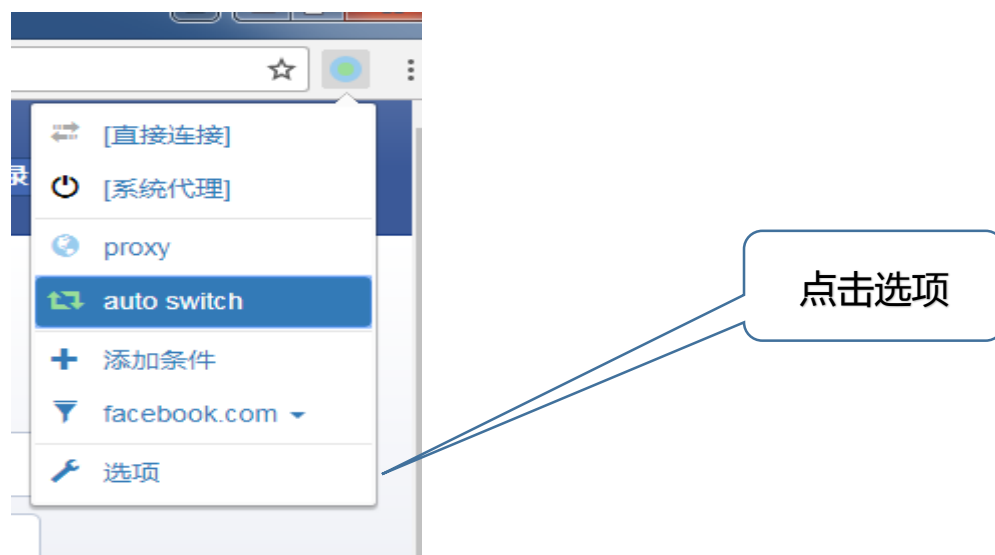 录
[直接连接]
[系统代理]
proxy
auto switch
添加条件
facebook.com
选项
点击选项